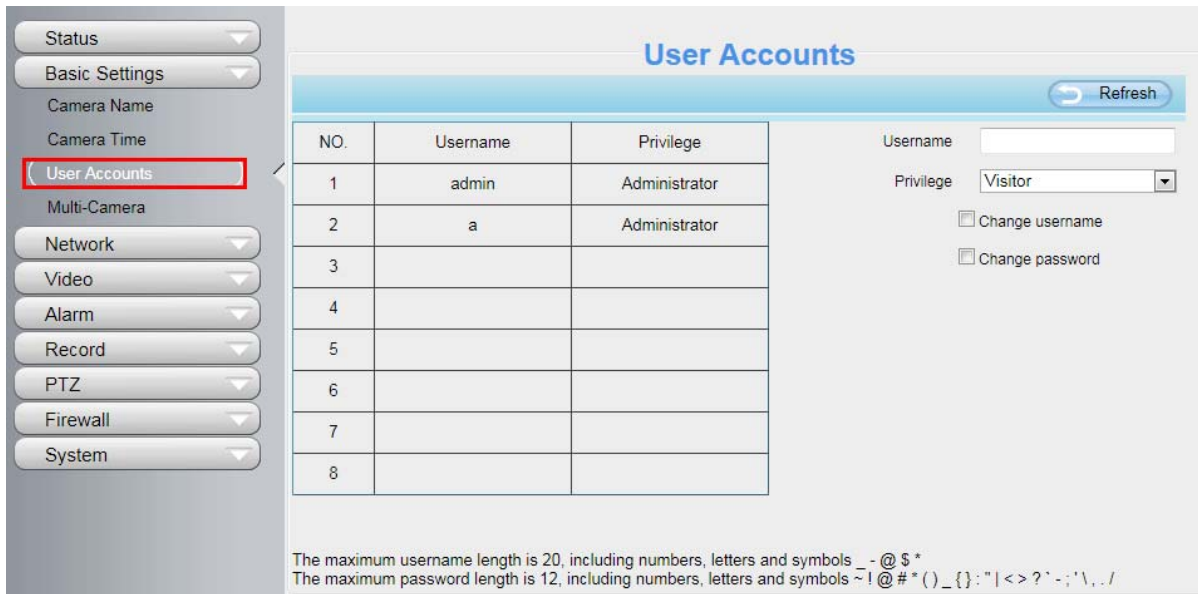 Status
Basic Settings
Camera Name
Camera Time
User Accounts
Multi-Camera
Network
Video
Alarm
Record
PTZ
Firewall
System
User Accounts
Refresh
NO. Username Privilege
1 admin Administrator
2 a Administrator
3
4
5
6
7
8
Username
Privilege Visitor
Change username
Change password
The maximum username length is 20, including numbers, letters and symbols _ - @ $ *
The maximum password length is 12, including numbers, letters and symbols ~ ! @ # * ( ) _ { } : " | < > ? ` - ; ' \ , . /